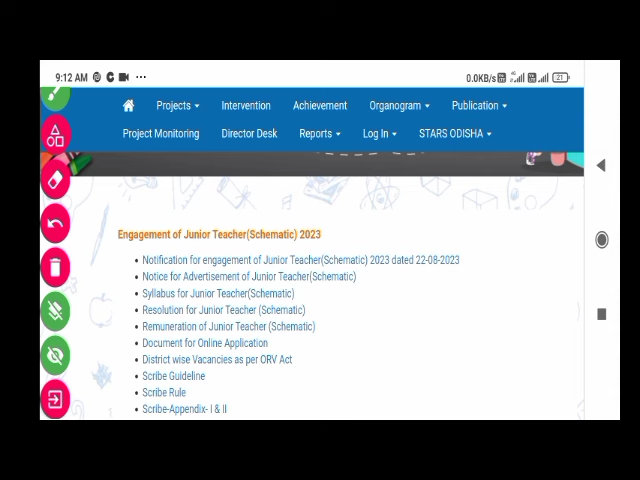 9:12 AM ... 0.0KB/s 4G 21
Projects Intervention Achievement Organogram Publication
Project Monitoring Director Desk Reports Log In STARS ODISHA
Engagement of Junior Teacher(Schematic) 2023
• Notification for engagement of Junior Teacher(Schematic) 2023 dated 22-08-2023
• Notice for Advertisement of Junior Teacher(Schematic)
• Syllabus for Junior Teacher(Schematic)
• Resolution for Junior Teacher (Schematic)
• Remuneration of Junior Teacher (Schematic)
• Document for Online Application
• District wise Vacancies as per ORV Act
• Scribe Guideline
• Scribe Rule
• Scribe-Appendix- I & II